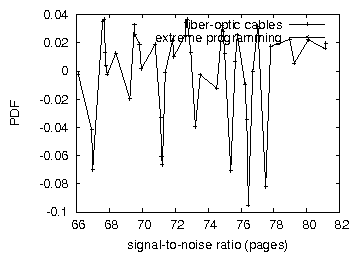 fiber-optic cables
extreme programming
0.04
0.02
0
-0.02
-0.04
-0.06
-0.08
-0.1
PDF
66 68 70 72 74 76 78 80 82
signal-to-noise ratio (pages)